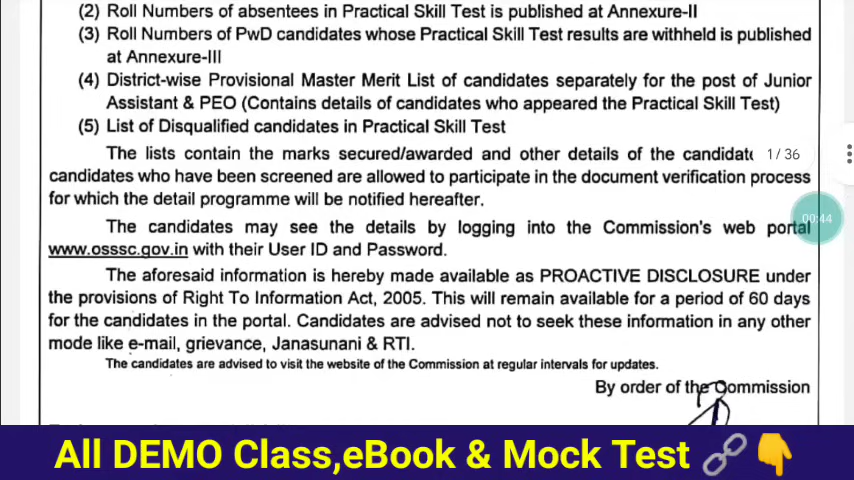 (2) Roll Numbers of absentees in Practical Skill Test is published at Annexure-II
(3) Roll Numbers of PwD candidates whose Practical Skill Test results are withheld is published
at Annexure-III
(4) District-wise Provisional Master Merit List of candidates separately for the post of Junior
Assistant & PEO (Contains details of candidates who appeared the Practical Skill Test)
(5) List of Disqualified candidates in Practical Skill Test
The lists contain the marks secured/awarded and other details of the
1 / 36
candidates who have been screened are allowed to participate in the document verification process
for which the detail programme will be notified hereafter.
00:44
The candidates may see the details by logging into the Commission's web portal
www.osssc.gov.in with their User ID and Password.
The aforesaid information is hereby made available as PROACTIVE DISCLOSURE under
the provisions of Right To Information Act, 2005. This will remain available for a period of 60 days
for the candidates in the portal. Candidates are advised not to seek these information in any other
mode like e-mail, grievance, Janasunani & RTI.
The candidates are advised to visit the website of the Commission at regular intervals for updates.
By order of the Commission
All DEMO Class,eBook & Mock Test